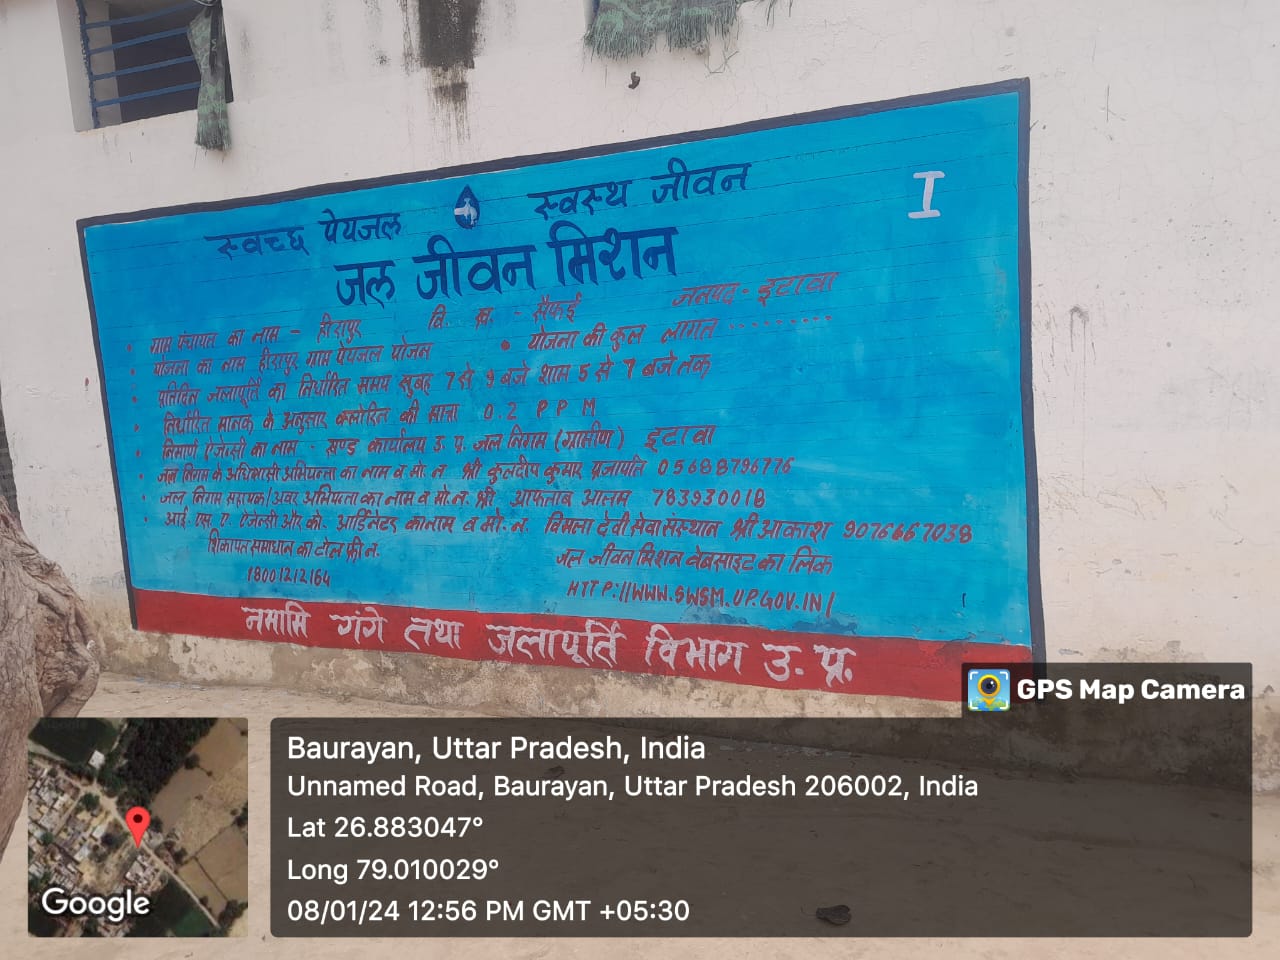 स्वच्छ पेयजल स्वस्थ जीवन
I
जल जीवन मिशन
• ग्राम पंचायत का नाम - हीरापुर वि. ख. - सैफई जनपद - इटावा
• योजना का नाम हीरापुर ग्राम पेयजल योजन • योजना की कुल लागत ..........
• प्रतिदिन जलापूर्ति का निर्धारित समय सुबह 7 से 9 बजे शाम 5 से 7 बजे तक
• निर्धारित मानक के अनुसार क्लोरिन की मात्रा 0.2 P P M
• निमार्ण ऐजेन्सी का नाम - खण्ड कार्यालय उ. प्र. जल निगम (ग्रामीण) इटावा
• जल निगम के अधिशासी अभियन्ता का नाम व मो. न. श्री कुलदीप कुमार प्रजापति 05688796776
• जल निगम सहायक/अवर अभियंता का नाम व मो.न. श्री आफताब आलम 783930018
• आई. एस. ए. ऐजेन्सी और को. आर्डिनेटर का नाम व मो. न. विमला देवी सेवा संस्थान श्री आकाश 9076667038
शिकायत समाधान का टोल फ्री न. जल जीवन मिशन वेबसाइट का लिंक
18001212164 HTTP://WWW.SWSM.UP.GOV.IN/
नमामि गंगे तथा जलापूर्ति विभाग उ. प्र.
GPS Map Camera
Baurayan, Uttar Pradesh, India
Unnamed Road, Baurayan, Uttar Pradesh 206002, India
Lat 26.883047°
Long 79.010029°
08/01/24 12:56 PM GMT +05:30
Google